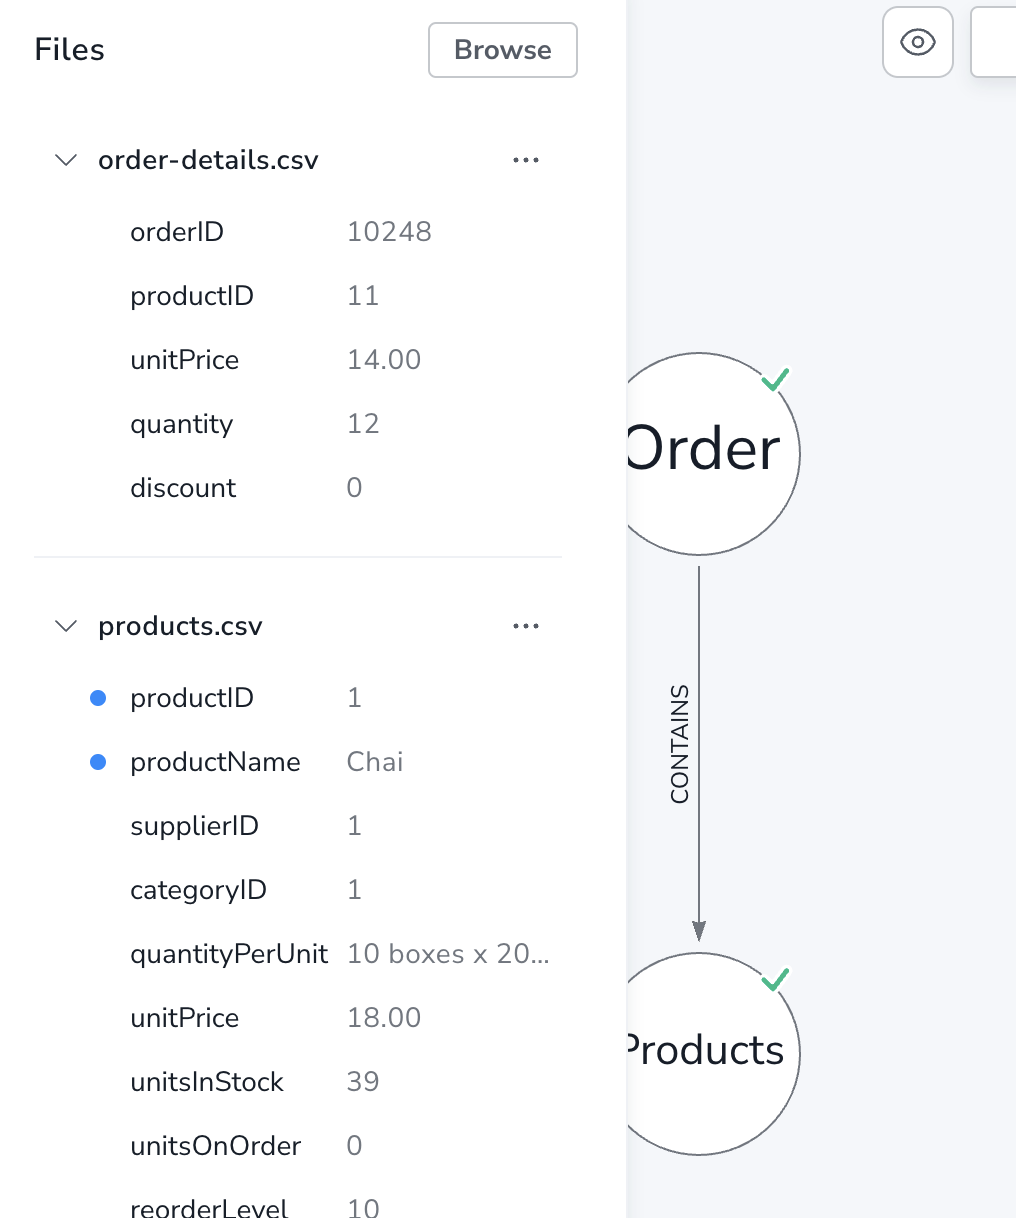 Files
Browse
order-details.csv
orderID 10248
productID 11
unitPrice 14.00
quantity 12
discount 0
products.csv
productID 1
productName Chai
supplierID 1
categoryID 1
quantityPerUnit 10 boxes x 20...
unitPrice 18.00
unitsInStock 39
unitsOnOrder 0
reorderLevel 10
Order
CONTAINS
Products